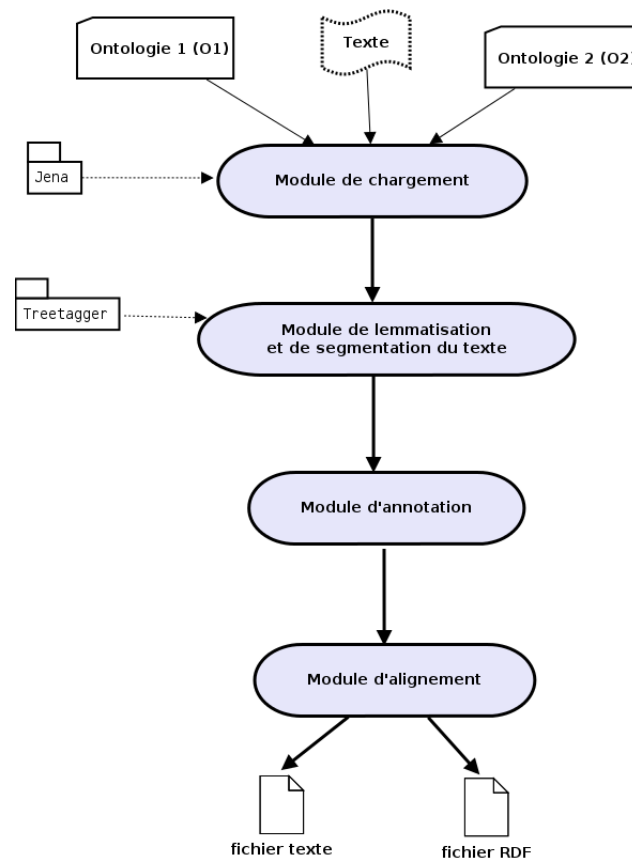 Ontologie 1 (O1)
Texte
Ontologie 2 (O2)
Jena
Module de chargement
Treetagger
Module de lemmatisation
et de segmentation du texte
Module d'annotation
Module d'alignement
fichier texte
fichier RDF